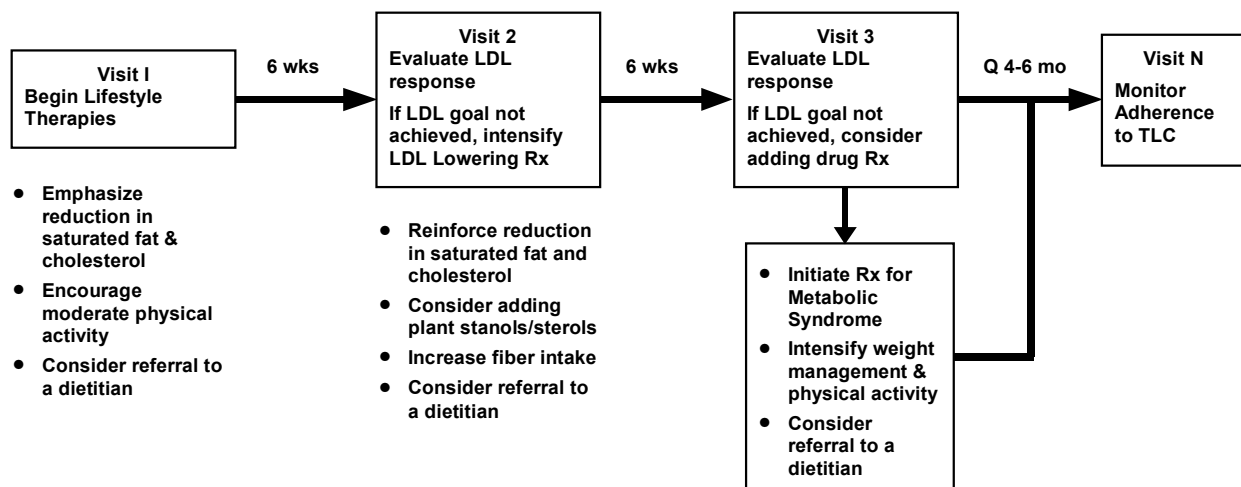 Visit I
Begin Lifestyle
Therapies
6 wks
Visit 2
Evaluate LDL
response
If LDL goal not
achieved, intensify
LDL Lowering Rx
6 wks
Visit 3
Evaluate LDL
response
If LDL goal not
achieved, consider
adding drug Rx
Q 4-6 mo
Visit N
Monitor
Adherence
to TLC
• Emphasize
reduction in
saturated fat &
cholesterol
• Encourage
moderate physical
activity
• Consider referral to
a dietitian
• Reinforce reduction
in saturated fat and
cholesterol
• Consider adding
plant stanols/sterols
• Increase fiber intake
• Consider referral to
a dietitian
• Initiate Rx for
Metabolic
Syndrome
• Intensify weight
management &
physical activity
• Consider
referral to a
dietitian